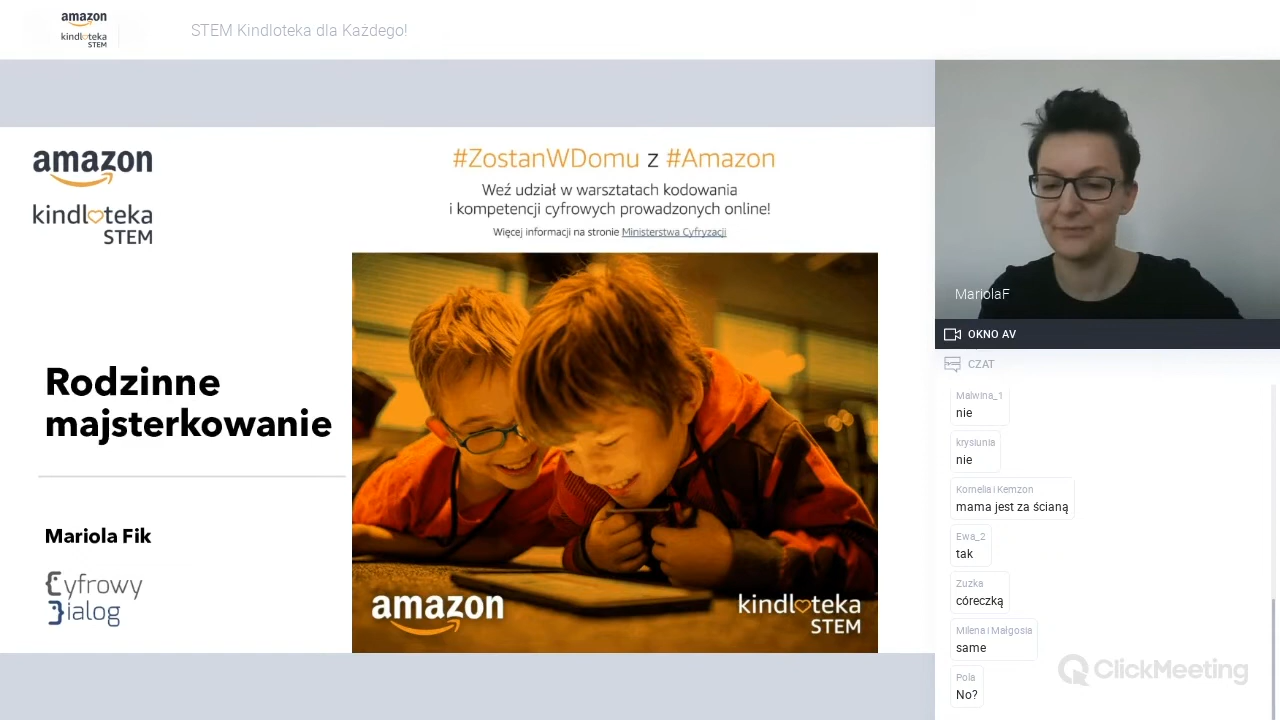 amazon
kindloteka
STEM
STEM Kindloteka dla Każdego!
amazon
kindloteka
STEM
#ZostanWDomu z #Amazon
Weź udział w warsztatach kodowania
i kompetencji cyfrowych prowadzonych online!
Więcej informacji na stronie Ministerstwa Cyfryzacji
Rodzinne
majsterkowanie
Mariola Fik
Cyfrowy
Dialog
amazon
kindloteka
STEM
MariolaF
OKNO AV
CZAT
Malwina_1
nie
krysiunia
nie
Kornelia i Kemzon
mama jest za ścianą
Ewa_2
tak
Zuzka
córeczką
Milena i Małgosia
same
Pola
No?
ClickMeeting